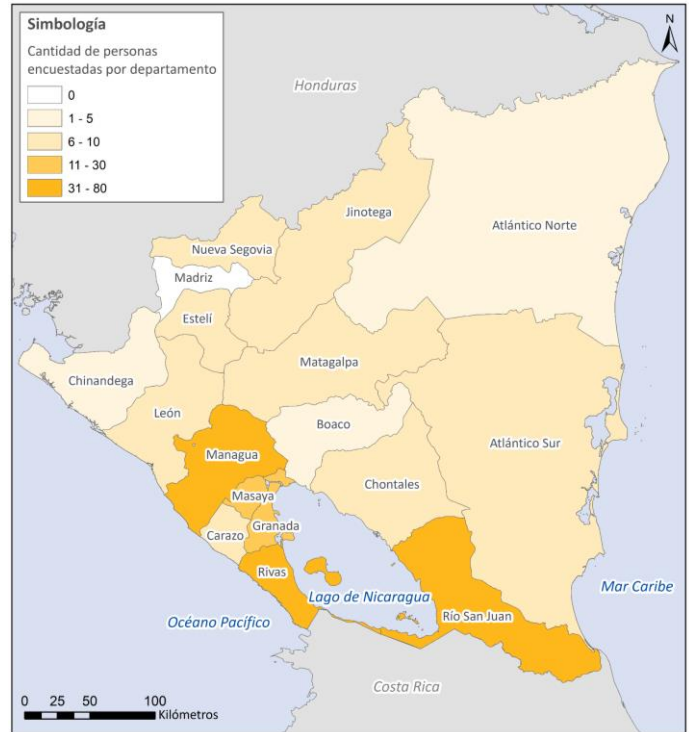 Simbología
Cantidad de personas
encuestadas por departamento
0
1 - 5
6 - 10
11 - 30
31 - 80
N
Honduras
Jinotega
Atlántico Norte
Nueva Segovia
Madriz
Estelí
Matagalpa
Chinandega
León
Boaco
Atlántico Sur
Managua
Chontales
Masaya
Granada
Carazo
Rivas
Mar Caribe
Lago de Nicaragua
Río San Juan
Océano Pacífico
Costa Rica
0 25 50 100
Kilómetros